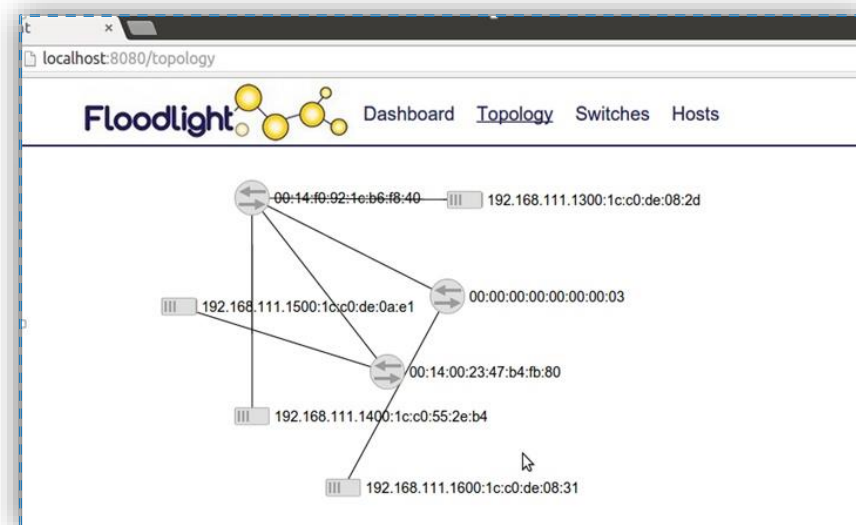 localhost:8080/topology
Floodlight Dashboard Topology Switches Hosts
00:14:f0:92:1c:b6:f8:40 192.168.111.1300:1c:c0:de:08:2d
00:00:00:00:00:00:00:03
192.168.111.1500:1c:c0:de:0a:e1
00:14:00:23:47:b4:fb:80
192.168.111.1400:1c:c0:55:2e:b4
192.168.111.1600:1c:c0:de:08:31